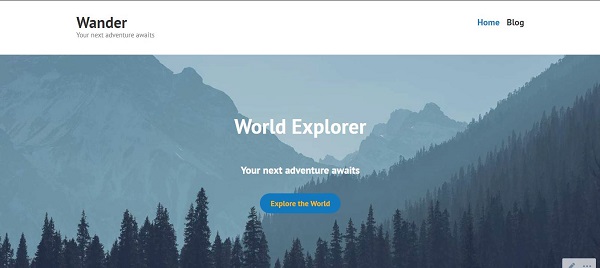 Wander
Your next adventure awaits
Home Blog
World Explorer
Your next adventure awaits
Explore the World